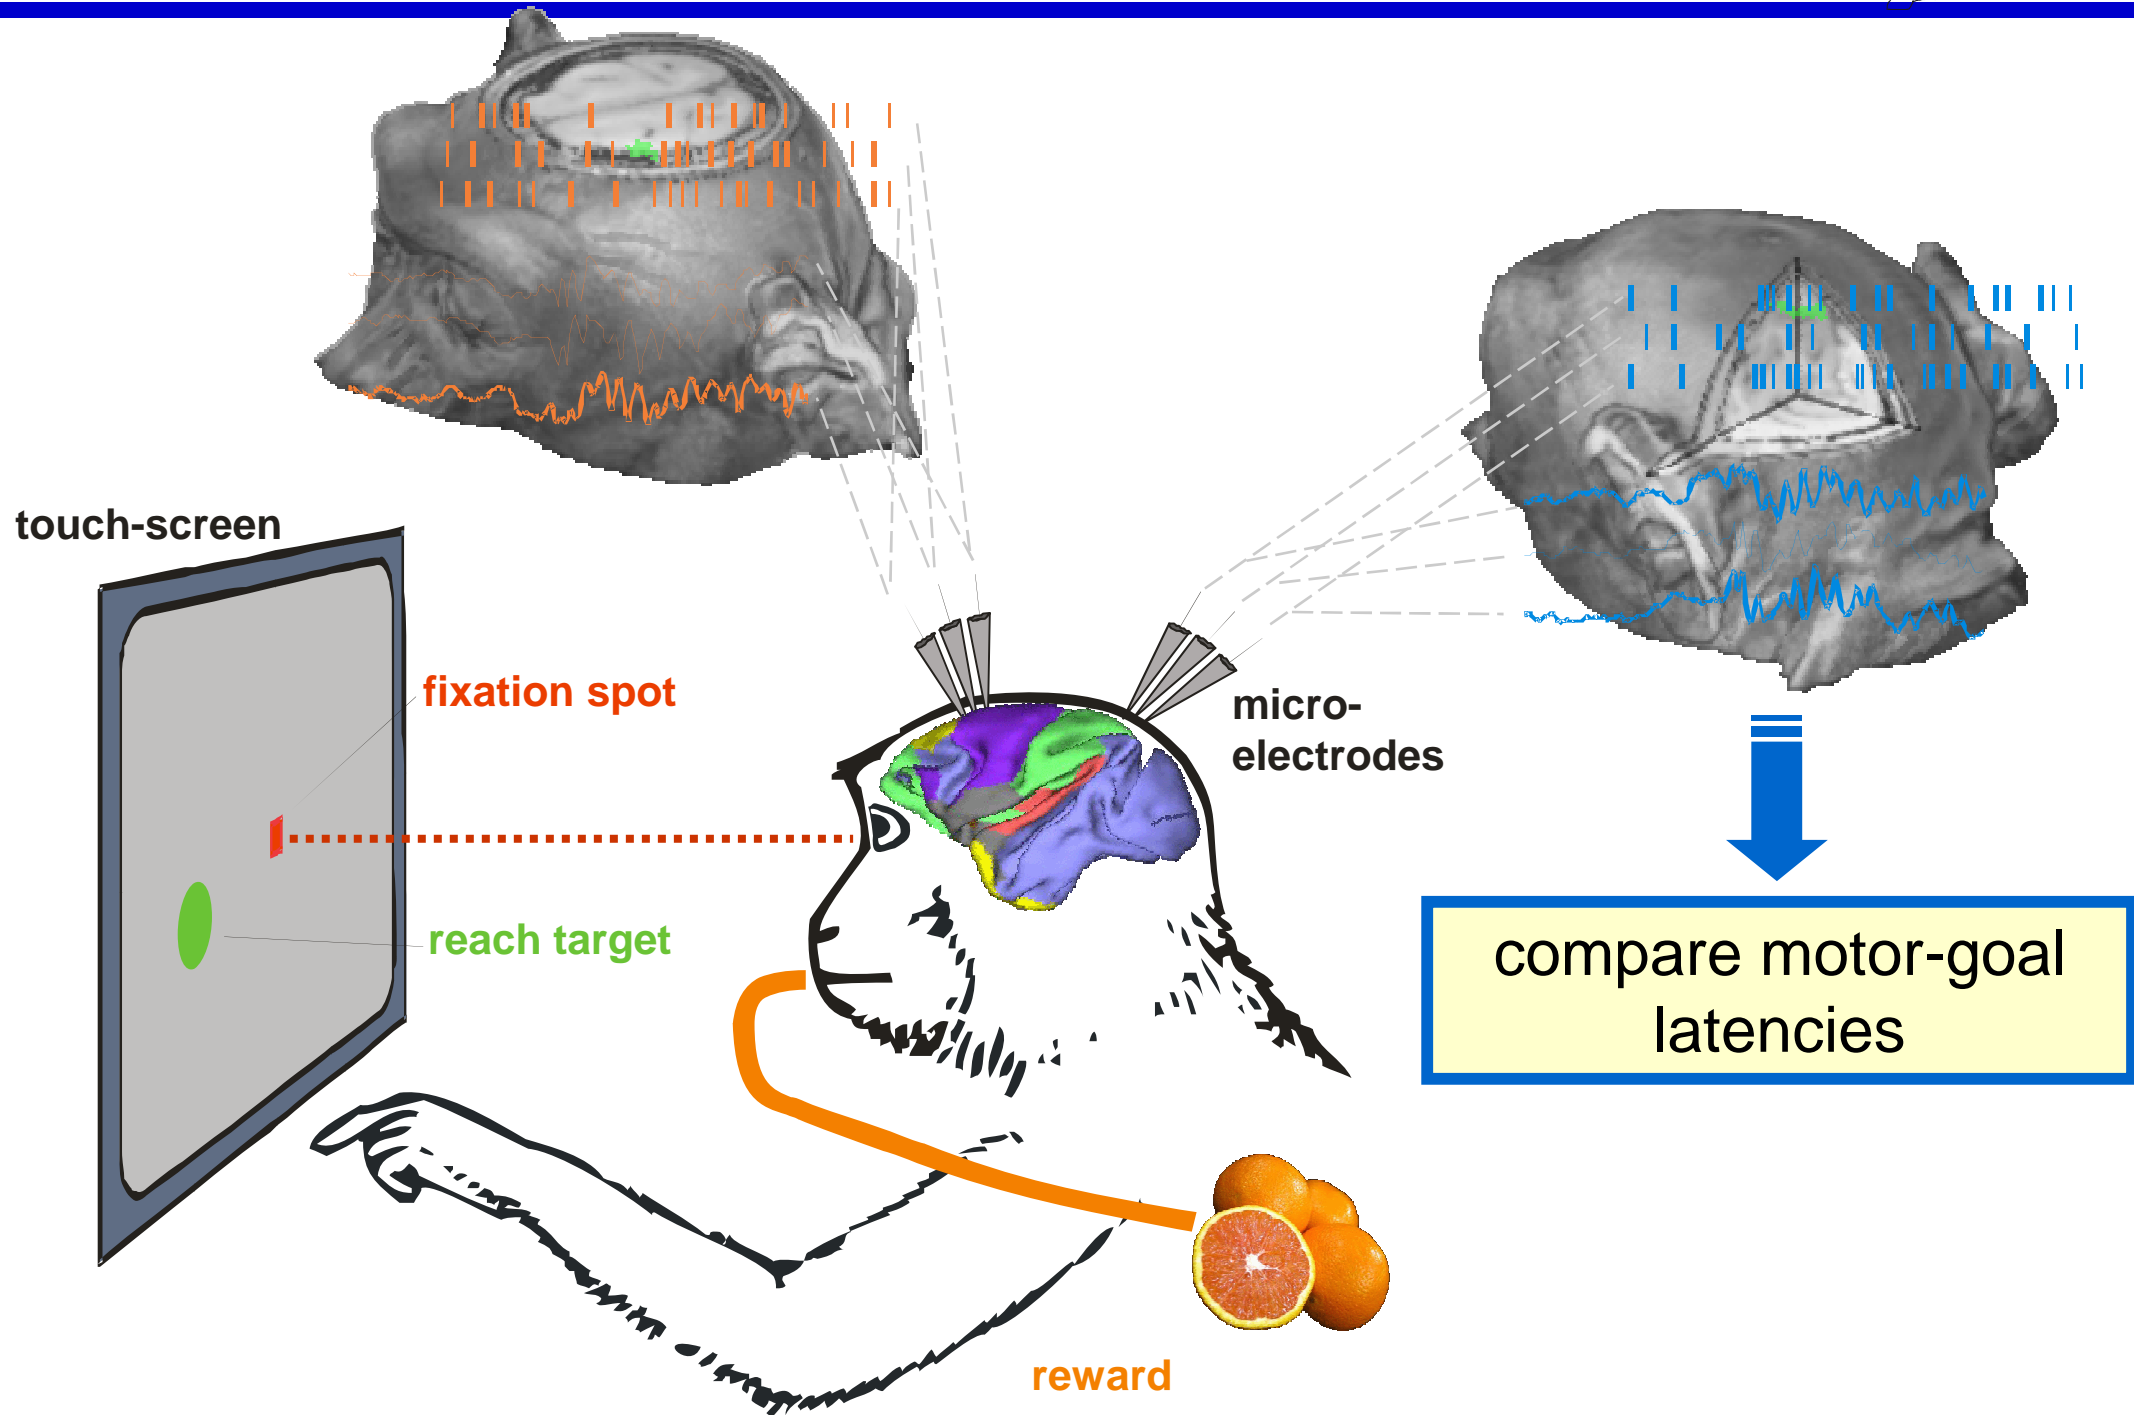 touch-screen
fixation spot
micro-
electrodes
reach target
compare motor-goal
latencies
reward